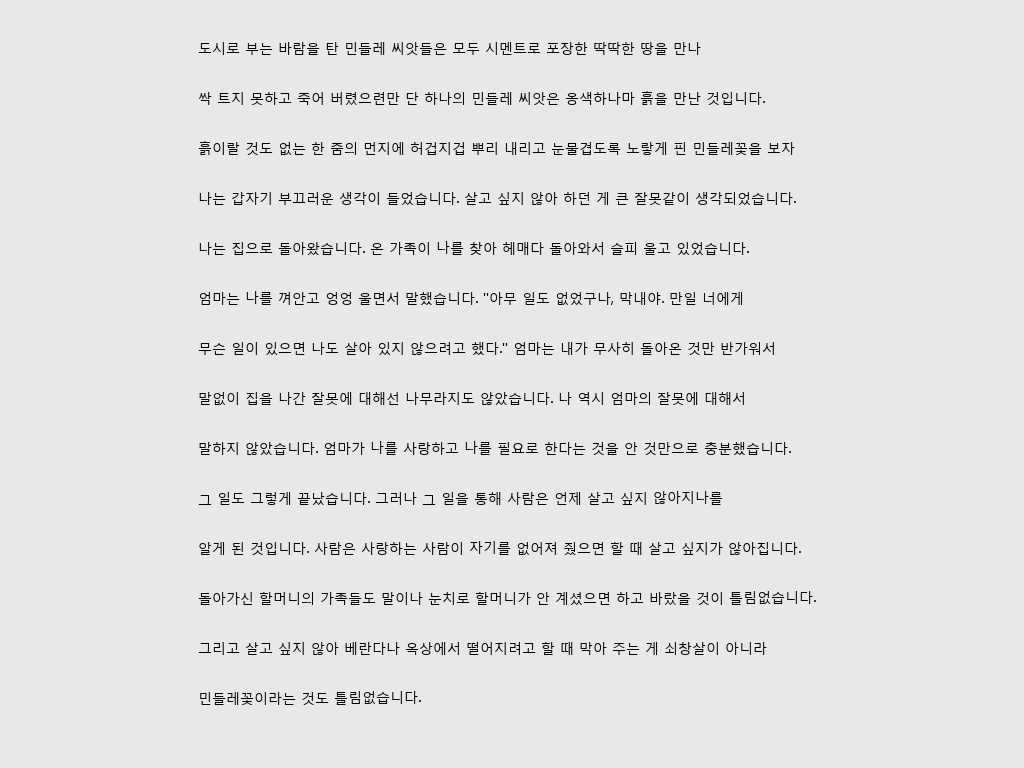 도시로 부는 바람을 탄 민들레 씨앗들은 모두 시멘트로 포장한 딱딱한 땅을 만나
싹 트지 못하고 죽어 버렸으련만 단 하나의 민들레 씨앗은 옹색하나마 흙을 만난 것입니다.
흙이랄 것도 없는 한 줌의 먼지에 허겁지겁 뿌리 내리고 눈물겹도록 노랗게 핀 민들레꽃을 보자
나는 갑자기 부끄러운 생각이 들었습니다. 살고 싶지 않아 하던 게 큰 잘못같이 생각되었습니다.
나는 집으로 돌아왔습니다. 온 가족이 나를 찾아 헤매다 돌아와서 슬피 울고 있었습니다.
엄마는 나를 껴안고 엉엉 울면서 말했습니다. "아무 일도 없었구나, 막내야. 만일 너에게
무슨 일이 있으면 나도 살아 있지 않으려고 했다." 엄마는 내가 무사히 돌아온 것만 반가워서
말없이 집을 나간 잘못에 대해선 나무라지도 않았습니다. 나 역시 엄마의 잘못에 대해서
말하지 않았습니다. 엄마가 나를 사랑하고 나를 필요로 한다는 것을 안 것만으로 충분했습니다.
그 일도 그렇게 끝났습니다. 그러나 그 일을 통해 사람은 언제 살고 싶지 않아지나를
알게 된 것입니다. 사람은 사랑하는 사람이 자기를 없어져 줬으면 할 때 살고 싶지가 않아집니다.
돌아가신 할머니의 가족들도 말이나 눈치로 할머니가 안 계셨으면 하고 바랐을 것이 틀림없습니다.
그리고 살고 싶지 않아 베란다나 옥상에서 떨어지려고 할 때 막아 주는 게 쇠창살이 아니라
민들레꽃이라는 것도 틀림없습니다.